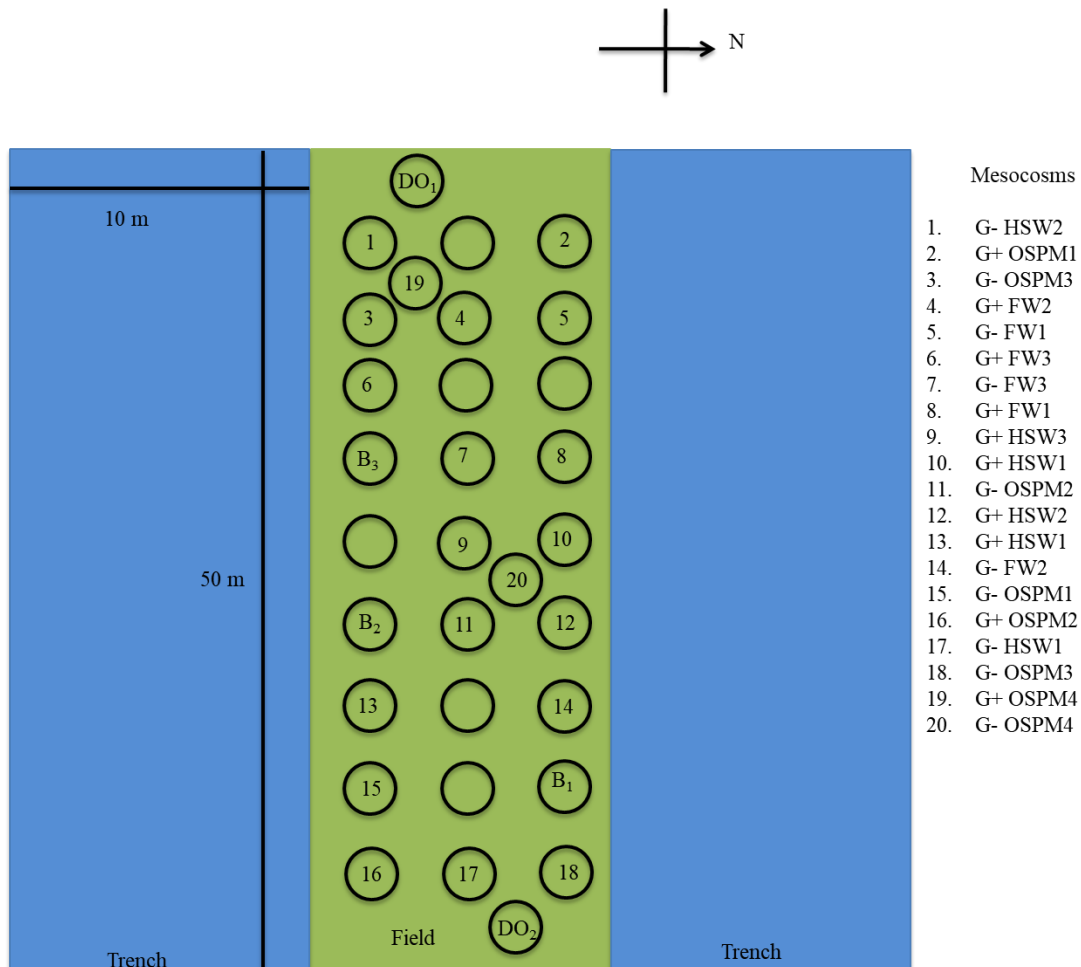 N
Mesocosms
DO1
10 m
1
2
19
3
4
5
6
B3
7
8
9
10
50 m
20
B2
11
12
13
14
15
B1
16
17
18
DO2
Field
Trench
Trench
1. G- HSW2
2. G+ OSPM1
3. G- OSPM3
4. G+ FW2
5. G- FW1
6. G+ FW3
7. G- FW3
8. G+ FW1
9. G+ HSW3
10. G+ HSW1
11. G- OSPM2
12. G+ HSW2
13. G+ HSW1
14. G- FW2
15. G- OSPM1
16. G+ OSPM2
17. G- HSW1
18. G- OSPM3
19. G+ OSPM4
20. G- OSPM4